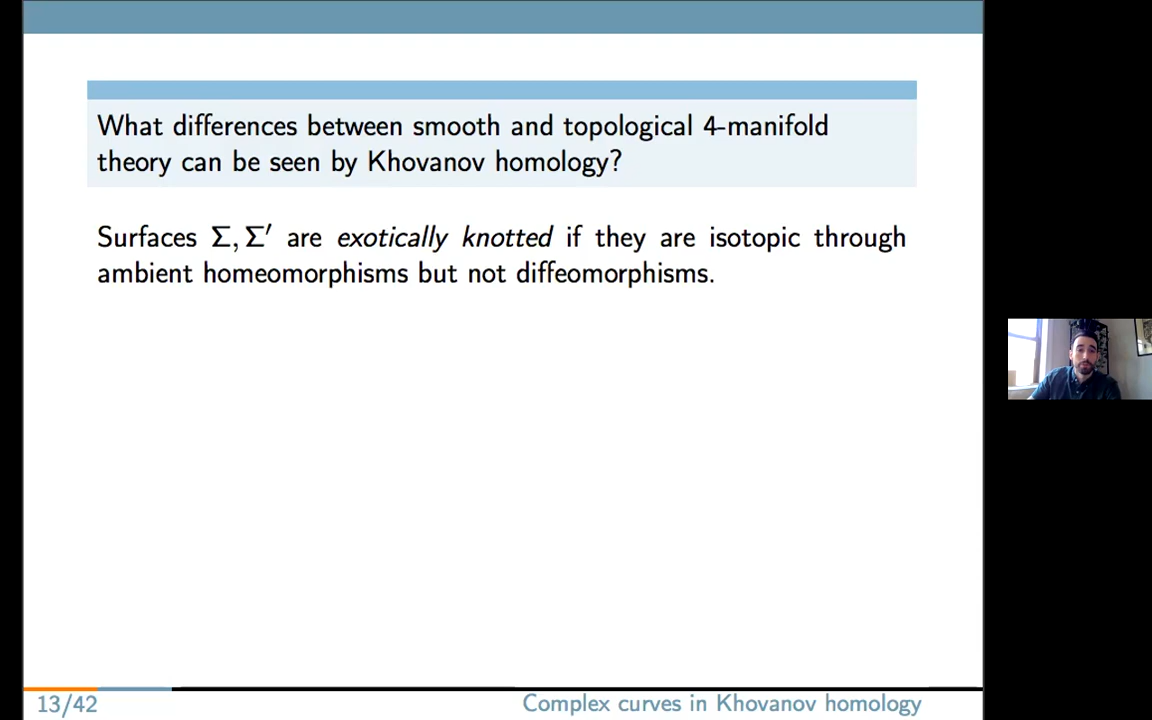 What differences between smooth and topological 4-manifold
theory can be seen by Khovanov homology?
Surfaces Σ, Σ′ are exotically knotted if they are isotopic through
ambient homeomorphisms but not diffeomorphisms.
13/42
Complex curves in Khovanov homology